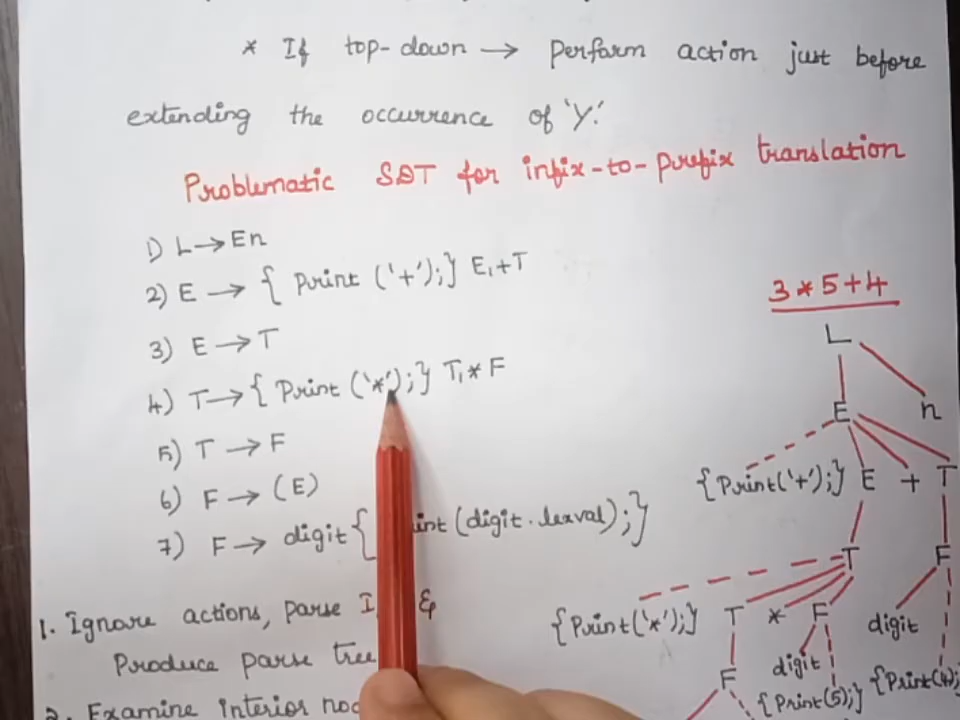 * If top-down → perform action just before
extending the occurrence of 'Y'.
Problematic SDT for infix-to-prefix translation
1) L → En
2) E → { Print ('+'); } E₁+T
3) E → T
4) T → { Print ('*'); } T₁ * F
5) T → F
6) F → (E)
7) F → digit { (digit.lexval); }
1. Ignore actions, parse &
Produce parse tree
2. Examine interior
3 * 5 + 4
L
E n
{Print('+');} E + T
T F
{Print('*');} T * F digit
F digit {Print(4);
{Print(5);}